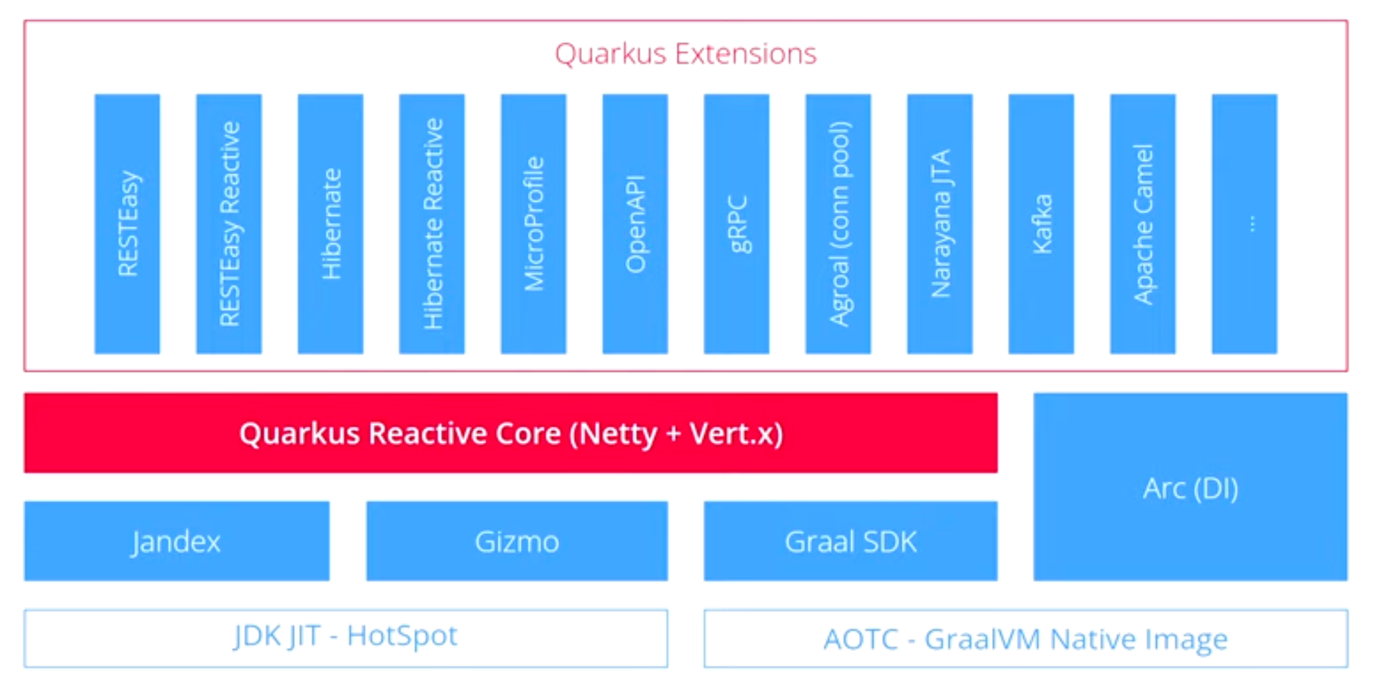 Quarkus Extensions
RESTEasy
RESTEasy Reactive
Hibernate
Hibernate Reactive
MicroProfile
OpenAPI
gRPC
Agroal (conn pool)
Narayana JTA
Kafka
Apache Camel
...
Quarkus Reactive Core (Netty + Vert.x)
Arc (DI)
Jandex
Gizmo
Graal SDK
JDK JIT - HotSpot
AOTC - GraalVM Native Image